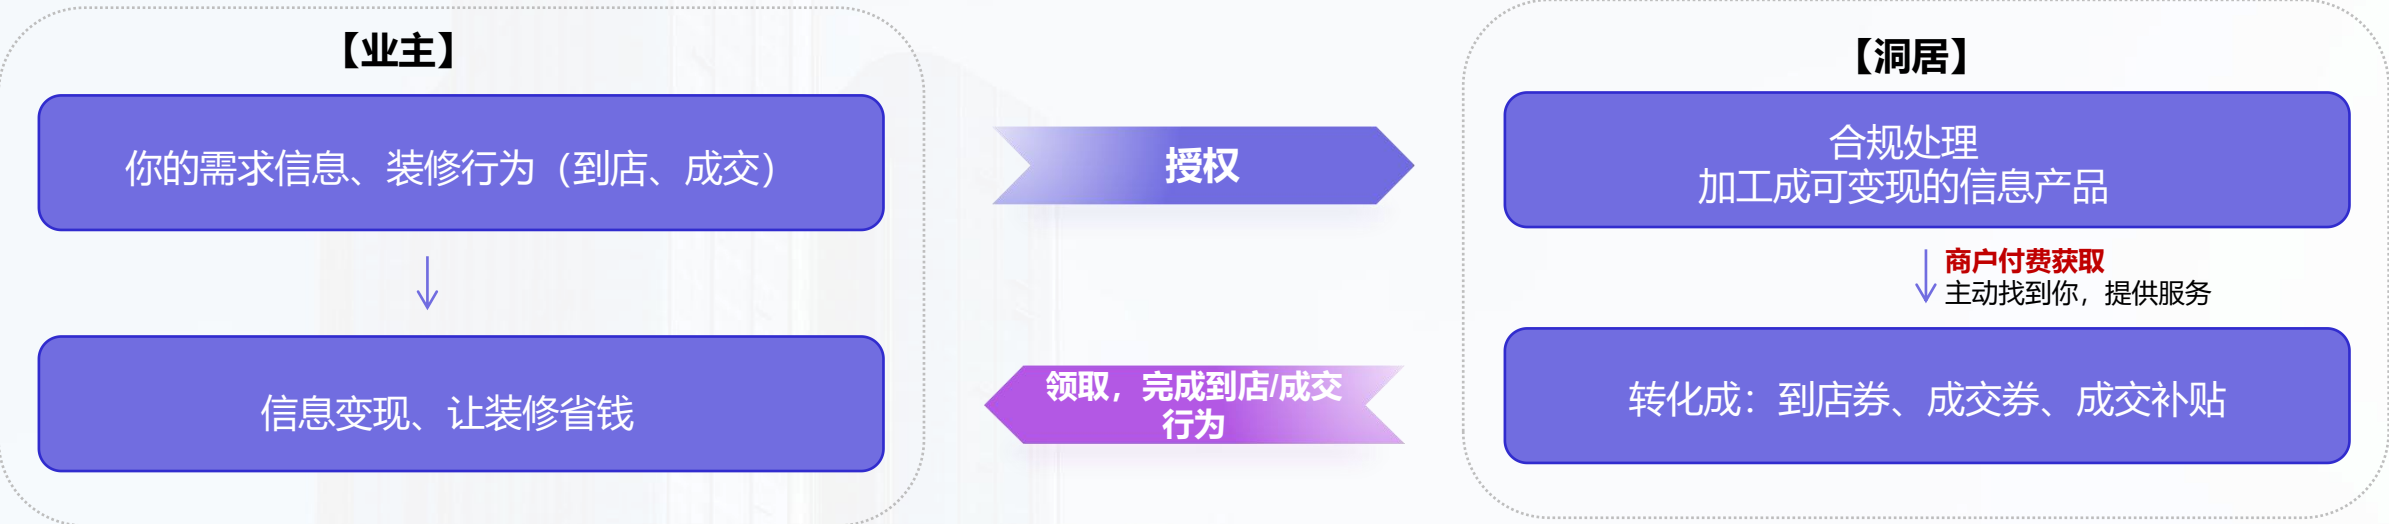 【业主】
你的需求信息、装修行为（到店、成交）
信息变现、让装修省钱
授权
领取，完成到店/成交
行为
【洞居】
合规处理
加工成可变现的信息产品
商户付费获取
主动找到你，提供服务
转化成：到店券、成交券、成交补贴